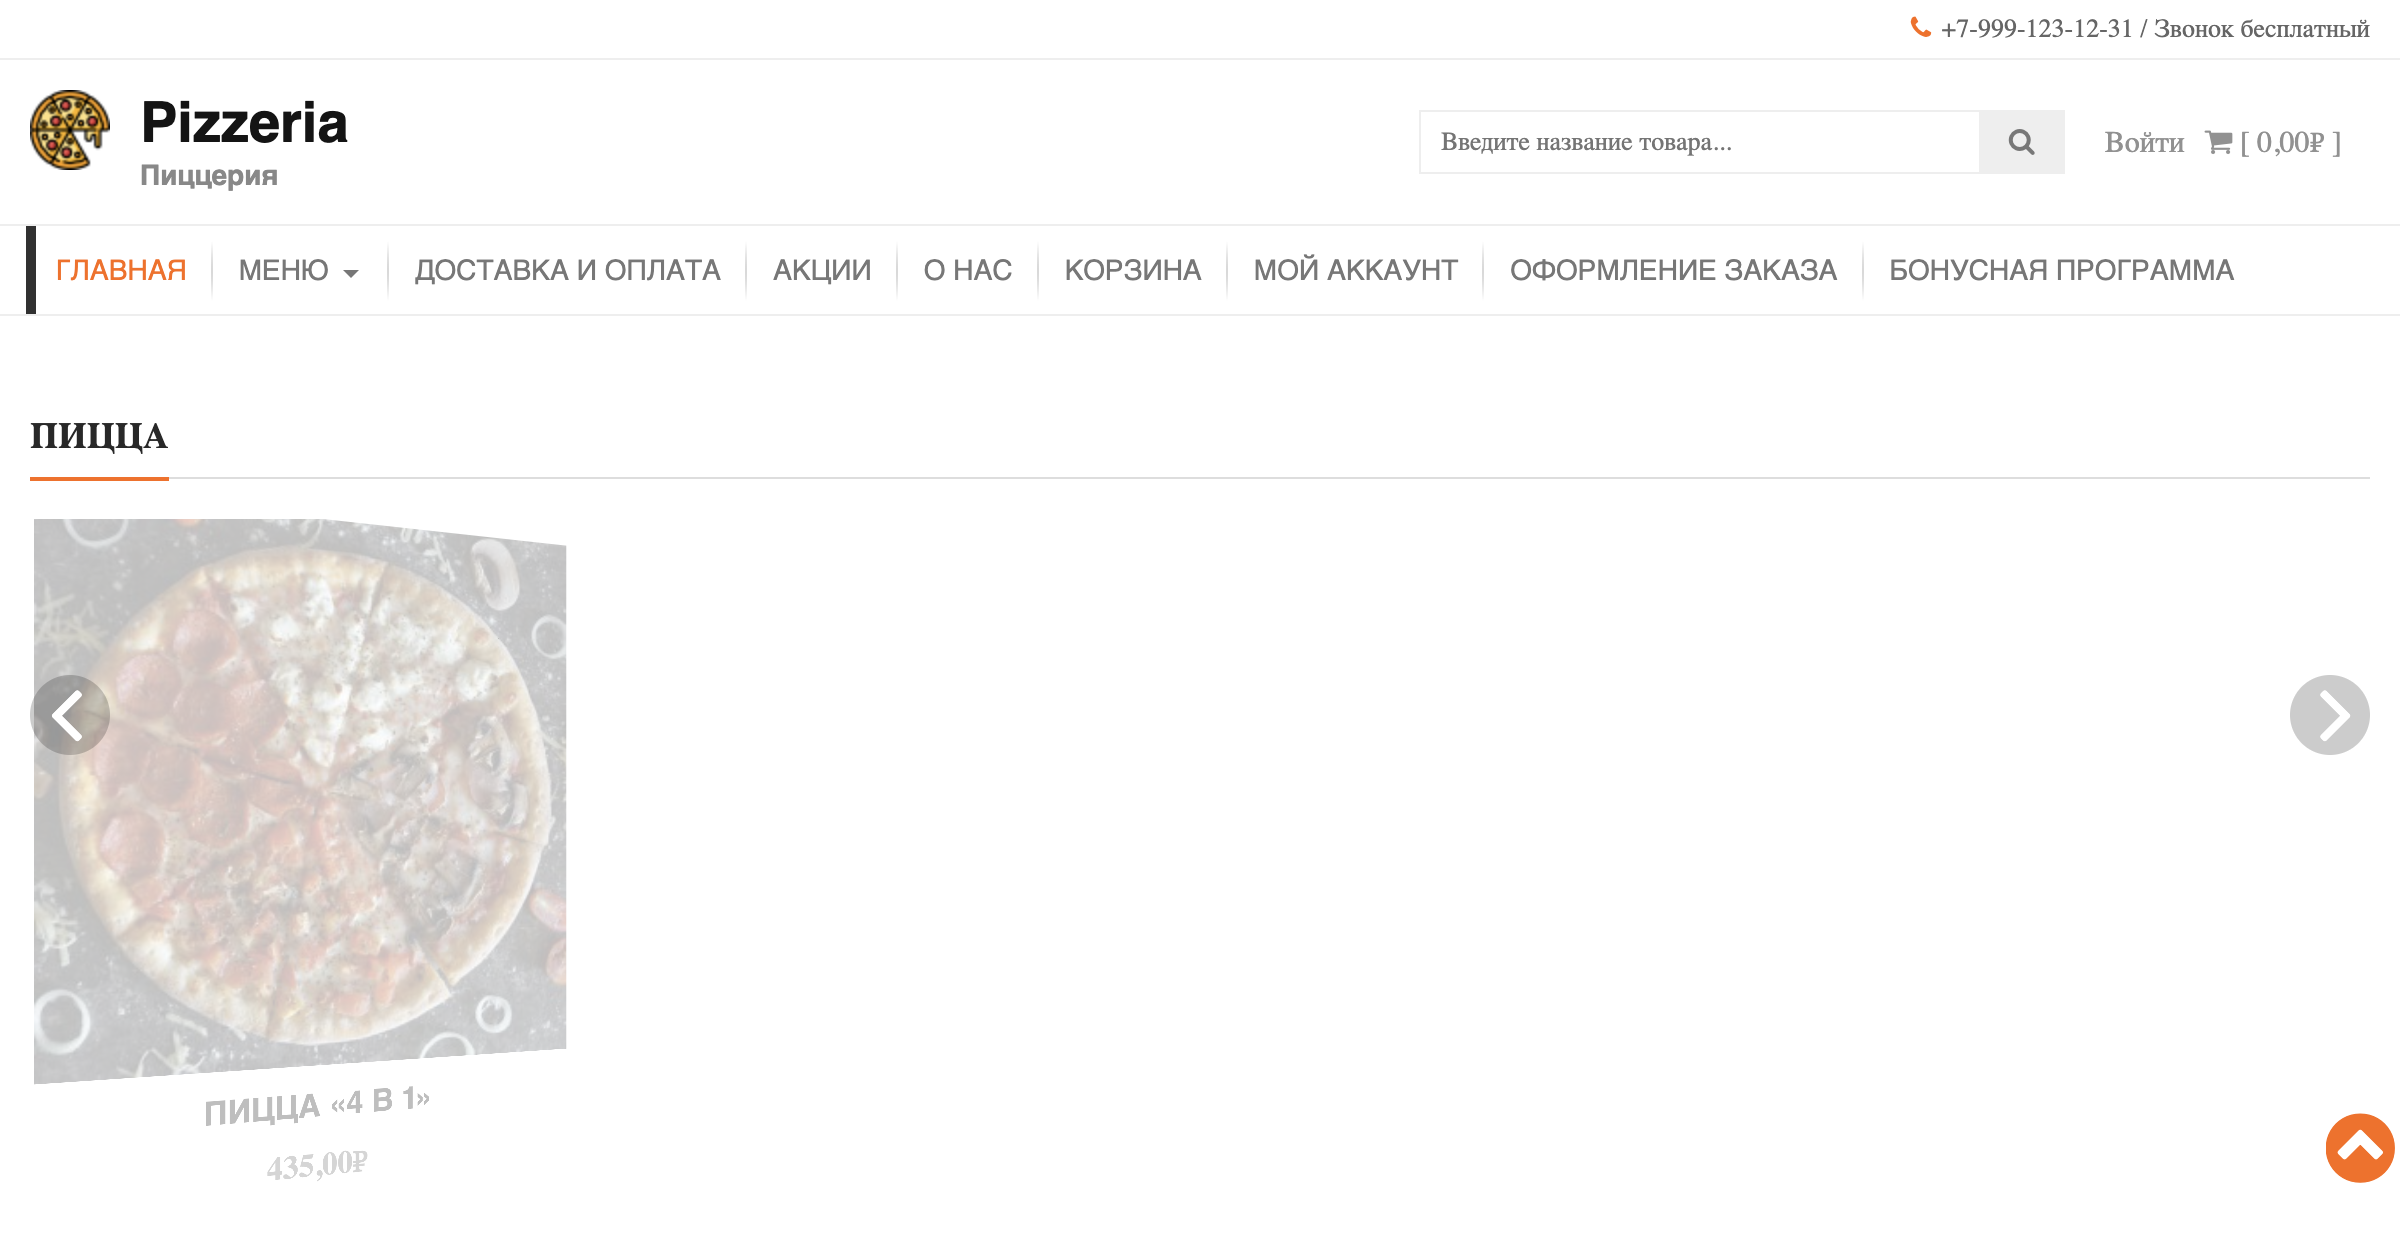 +7-999-123-12-31 / Звонок бесплатный
Pizzeria
Пиццерия
Введите название товара...
Войти [ 0,00₽ ]
ГЛАВНАЯ МЕНЮ ДОСТАВКА И ОПЛАТА АКЦИИ О НАС КОРЗИНА МОЙ АККАУНТ ОФОРМЛЕНИЕ ЗАКАЗА БОНУСНАЯ ПРОГРАММА
ПИЦЦА
ПИЦЦА «4 В 1»
435,00₽